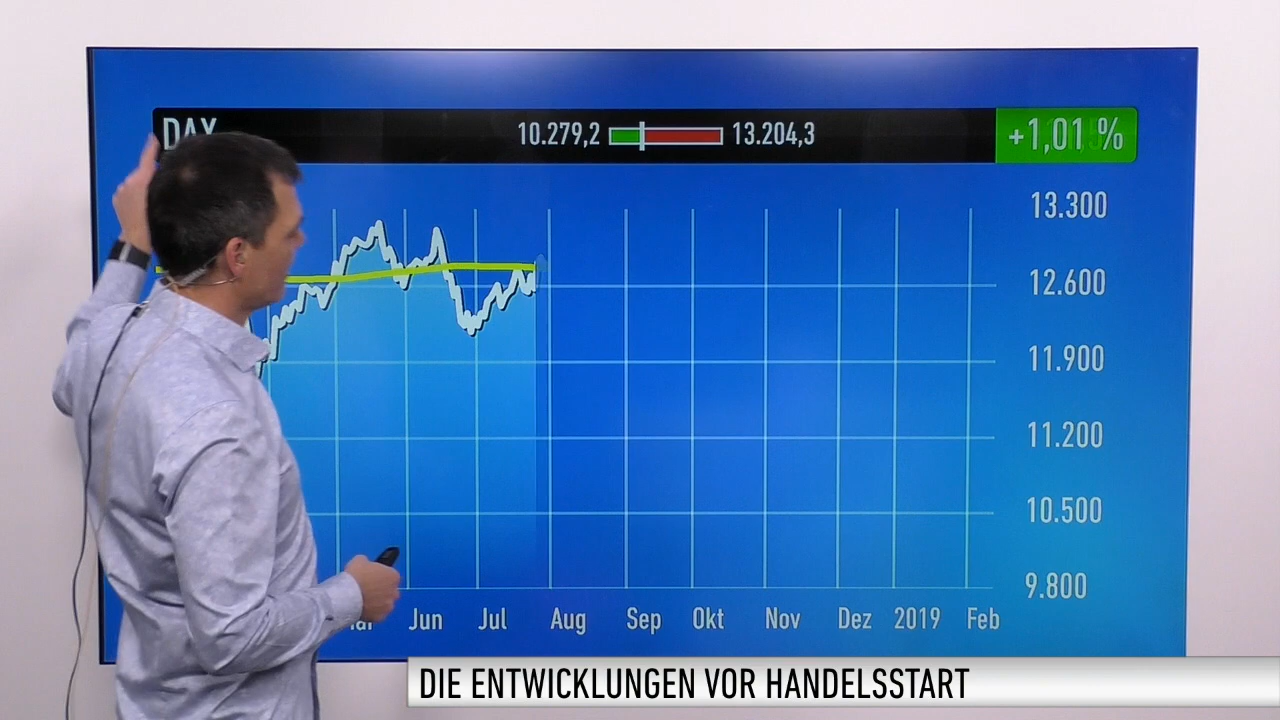 DAX
10.279,2 13.204,3 +1,01 %
13.300
12.600
11.900
11.200
10.500
9.800
Jun Jul Aug Sep Okt Nov Dez 2019 Feb
DIE ENTWICKLUNGEN VOR HANDELSSTART